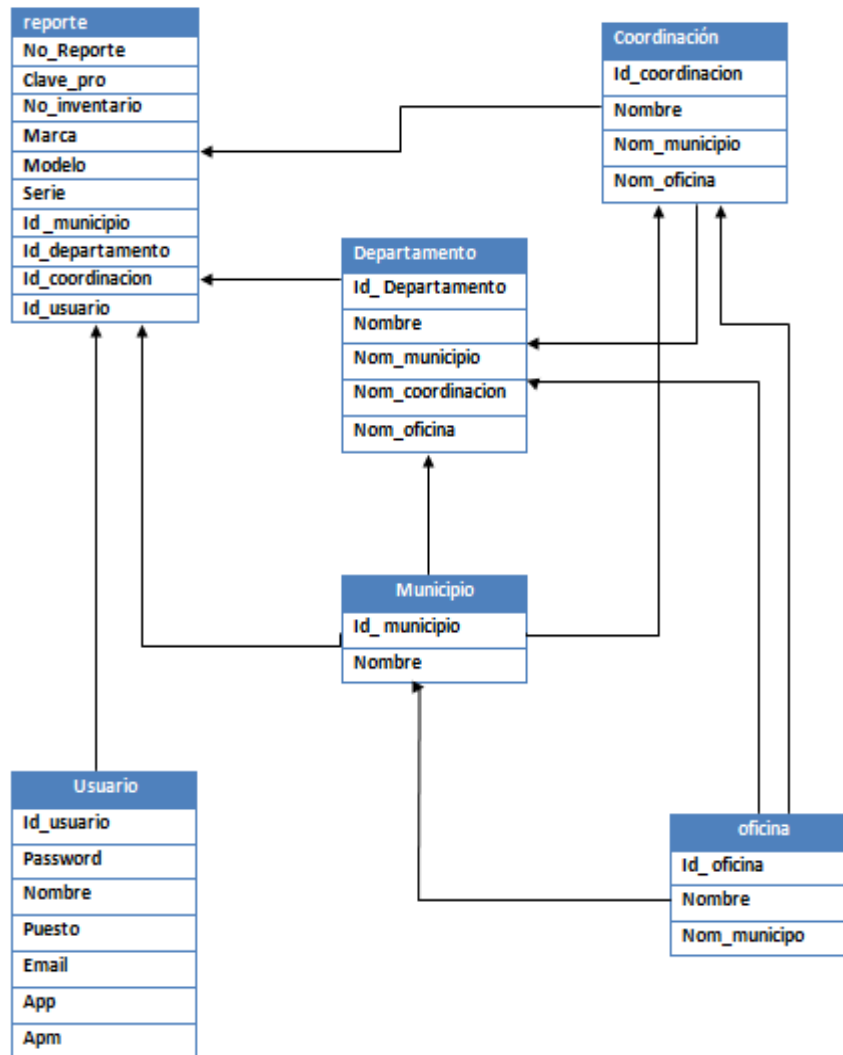 reporte
No_Reporte
Clave_pro
No_inventario
Marca
Modelo
Serie
Id _municipio
Id_departamento
Id_coordinacion
Id_usuario
Coordinación
Id_coordinacion
Nombre
Nom_municipio
Nom_oficina
Departamento
Id_ Departamento
Nombre
Nom_municipio
Nom_coordinacion
Nom_oficina
Municipio
Id_ municipio
Nombre
Usuario
Id_usuario
Password
Nombre
Puesto
Email
App
Apm
oficina
Id_ oficina
Nombre
Nom_municipo